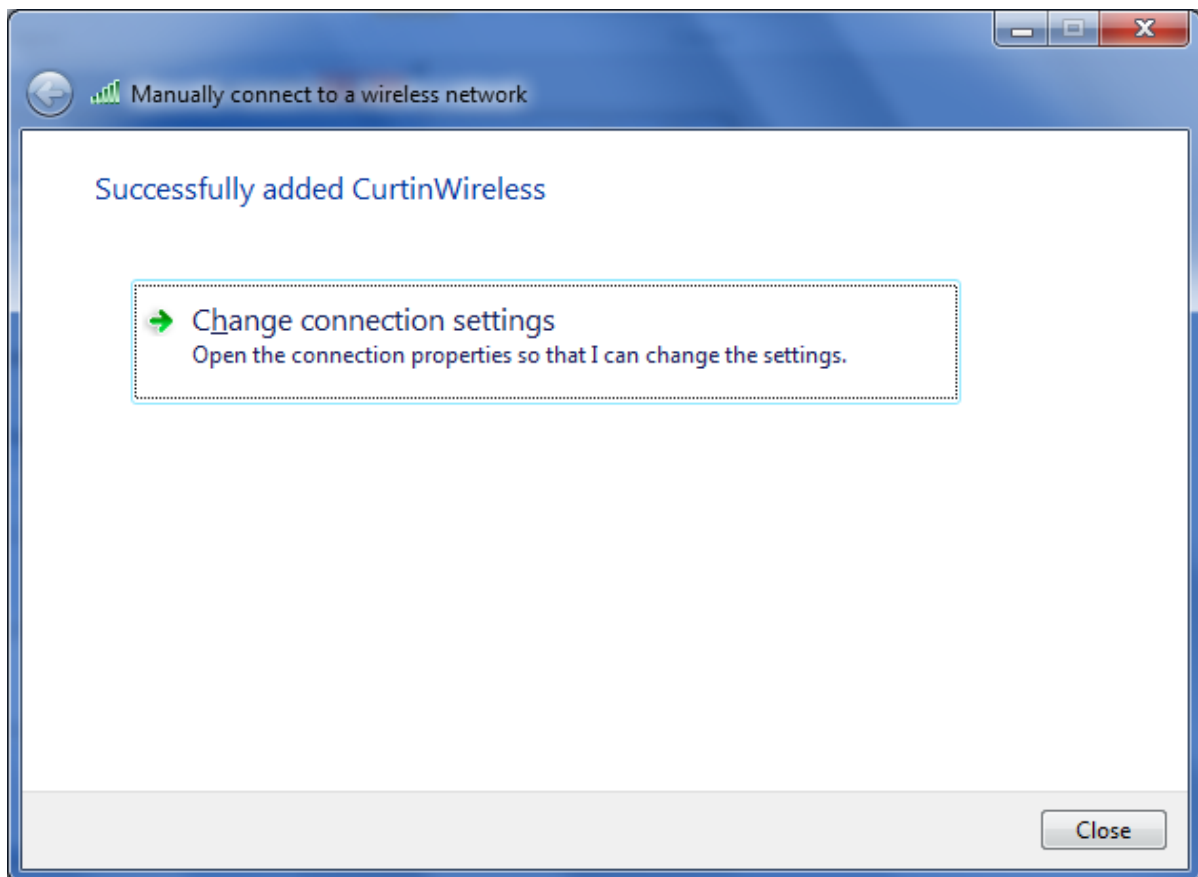 Manually connect to a wireless network
Successfully added CurtinWireless
Change connection settings
Open the connection properties so that I can change the settings.
Close